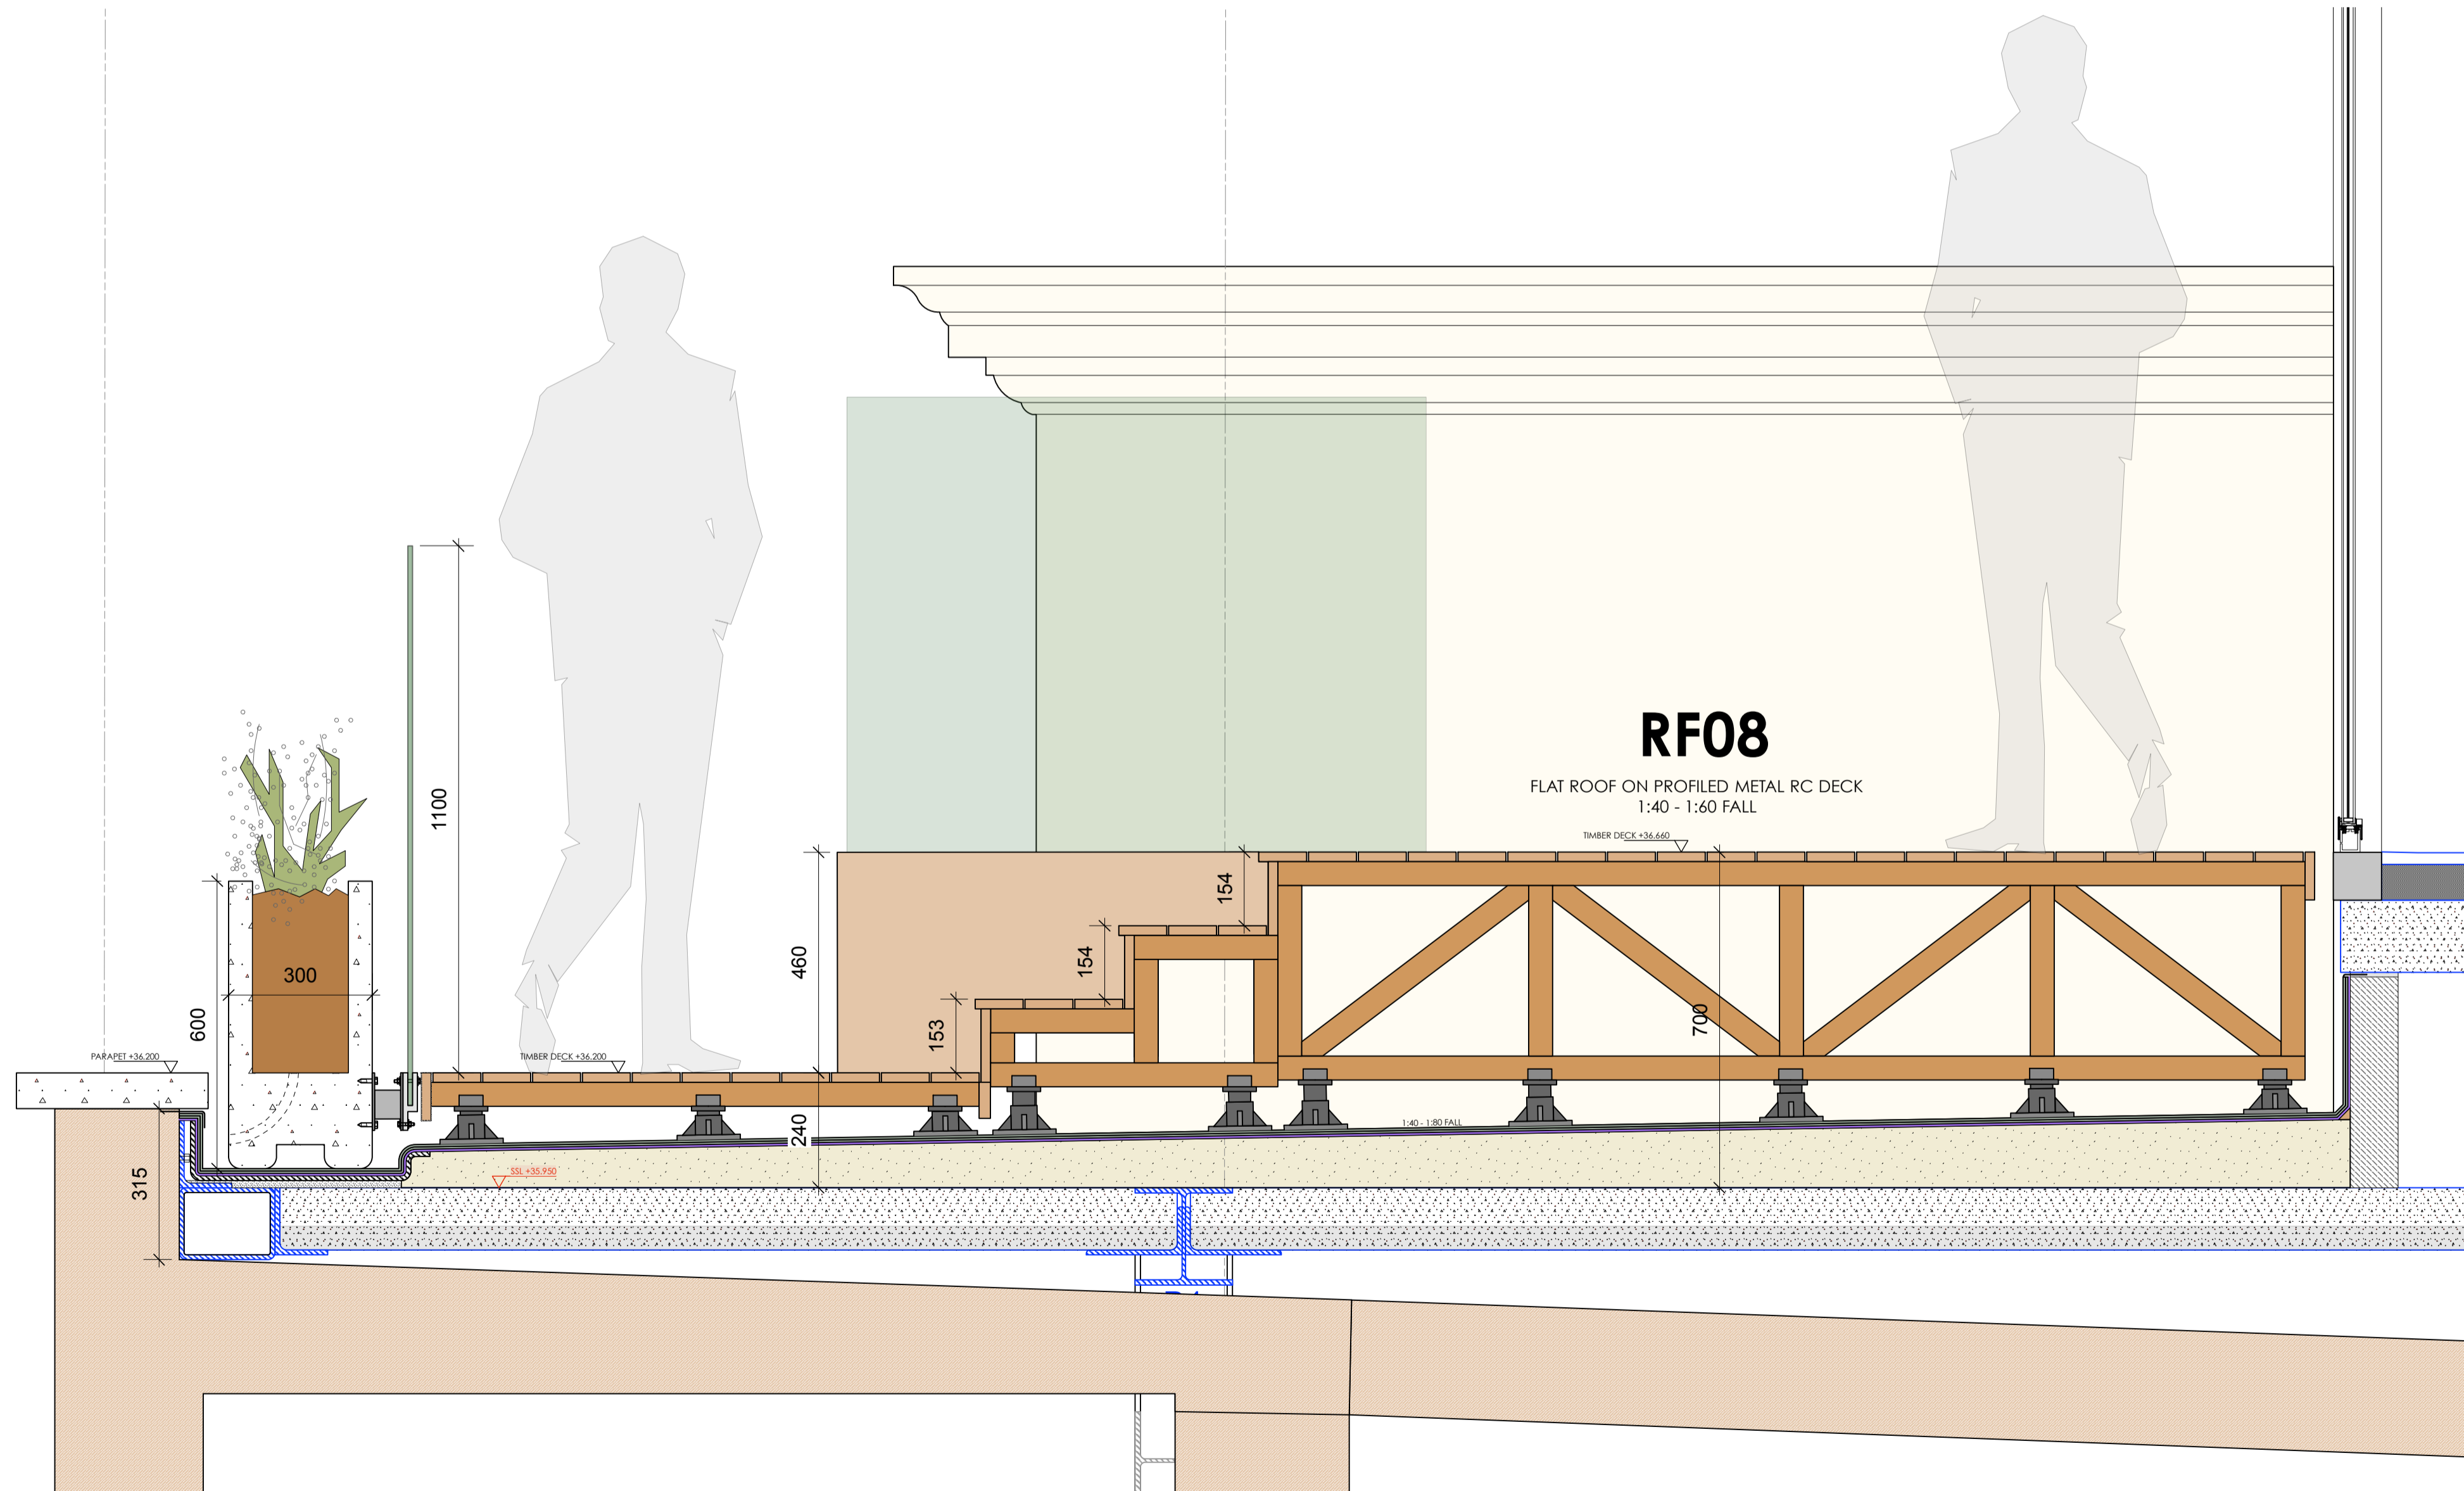 RF08
FLAT ROOF ON PROFILED METAL RC DECK
1:40 - 1:60 FALL
TIMBER DECK +36.660
1100
154
460
154
300
600
153
700
PARAPET +36.200
TIMBER DECK +36.200
1:40 - 1:80 FALL
240
315
SSL +35.950